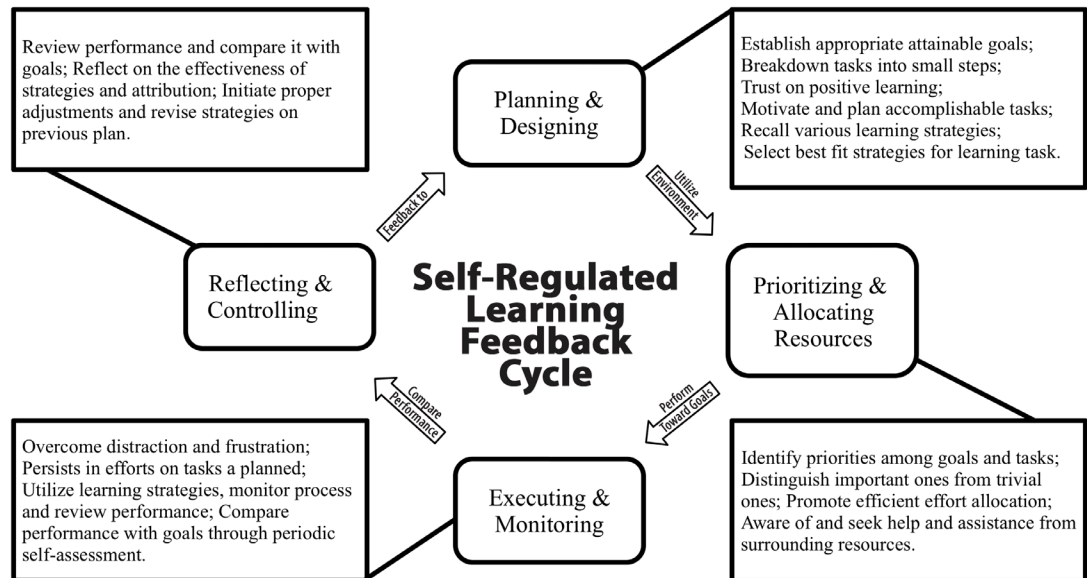 Review performance and compare it with
goals; Reflect on the effectiveness of
strategies and attribution; Initiate proper
adjustments and revise strategies on
previous plan.
Planning &
Designing
Establish appropriate attainable goals;
Breakdown tasks into small steps;
Trust on positive learning;
Motivate and plan accomplishable tasks;
Recall various learning strategies;
Select best fit strategies for learning task.
Feedback to
Utilize
Environment
Reflecting &
Controlling
Self-Regulated
Learning
Feedback
Cycle
Prioritizing &
Allocating
Resources
Compare
Performance
Perform
Toward Goals
Overcome distraction and frustration;
Persists in efforts on tasks a planned;
Utilize learning strategies, monitor process
and review performance; Compare
performance with goals through periodic
self-assessment.
Executing &
Monitoring
Identify priorities among goals and tasks;
Distinguish important ones from trivial
ones; Promote efficient effort allocation;
Aware of and seek help and assistance from
surrounding resources.